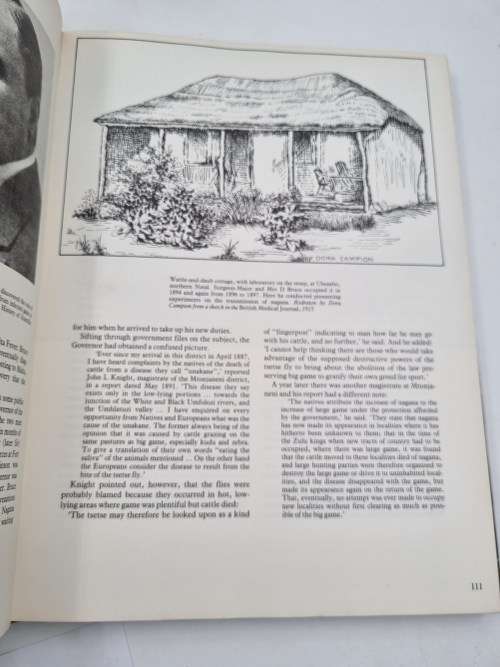 BY DORA CAMPION
Wattle and daub cottage, with laboratory on the stoep, at Ubombo,
northern Natal. Surgeon-Major and Mrs D Bruce occupied it in
1894 and again from 1896 to 1897. Here he conducted pioneering
experiments on the transmission of nagana. Redrawn by Dora
Campion from a sketch in the British Medical Journal, 1917.
for him when he arrived to take up his new duties.
Sifting through government files on the subject, the
Governor had obtained a confused picture.
'Ever since my arrival in this district in April 1887,
I have heard complaints by the natives of the death of
cattle from a disease they call "unakane",' reported
John L. Knight, magistrate of the Mtonjaneni district,
in a report dated May 1891. 'This disease they say
exists only in the low-lying portions ... towards the
junction of the White and Black Umfolozi rivers, and
the Umhlatuzi valley ... I have enquired on every
opportunity from Natives and Europeans what was the
cause of the unakane. The former always being of the
opinion that it was caused by cattle grazing on the
same pastures as big game, especially kudu and zebra.
To give a translation of their own words "eating the
saliva" of the animals mentioned ... On the other hand
the Europeans consider the disease to result from the
bite of the tsetse fly.'
Knight pointed out, however, that the flies were
probably blamed because they occurred in hot, low-
lying areas where game was plentiful but cattle died:
'The tsetse may therefore be looked upon as a kind
of "fingerpost" indicating to man how far he may go
with his cattle, and no further,' he said. And he added:
'I cannot help thinking there are those who would take
advantage of the supposed destructive powers of the
tsetse fly to bring about the abolition of the law pre-
serving big game to gratify their own greed for sport.'
A year later there was another magistrate at Mtonja-
neni and his report had a different note:
'The natives attribute the increase of nagana to the
increase of large game under the protection afforded
by the government,' he said. 'They state that nagana
has now made its appearance in localities where it has
hitherto been unknown to them; that in the time of
the Zulu kings when new tracts of country had to be
occupied, where there was large game, it was found
that the cattle moved to these localities died of nagana,
and large hunting parties were therefore organized to
destroy the large game or drive it to uninhabited local-
ities, and the disease disappeared with the game, but
made its appearance again on the return of the game.
That, eventually, no attempt was ever made to occupy
new localities without first clearing as much as poss-
ible of the big game.'
111